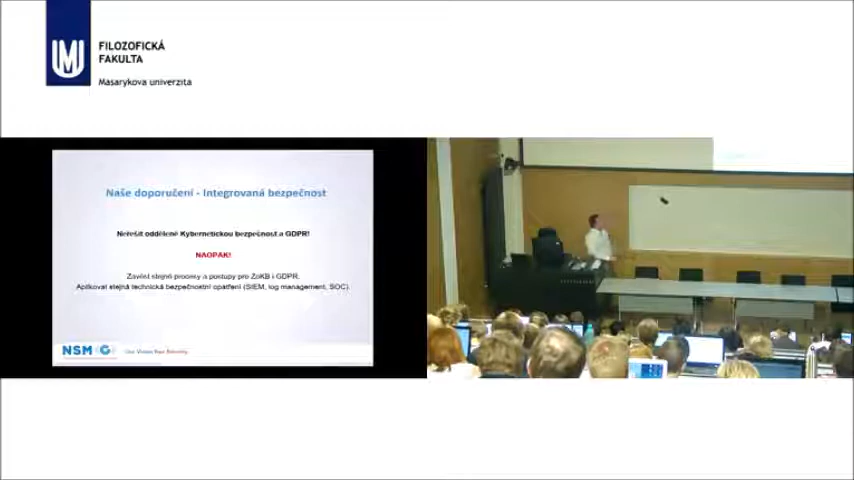 FILOZOFICKÁ
FAKULTA
Masarykova univerzita
Naše doporučení - Integrovaná bezpečnost
Neřešit odděleně Kybernetickou bezpečnost a GDPR!
NAOPAK!
Zavést stejné procesy a postupy pro ZoKB i GDPR.
Aplikovat stejná technická bezpečnostní opatření (SIEM, log management, SOC).
NSM
Your